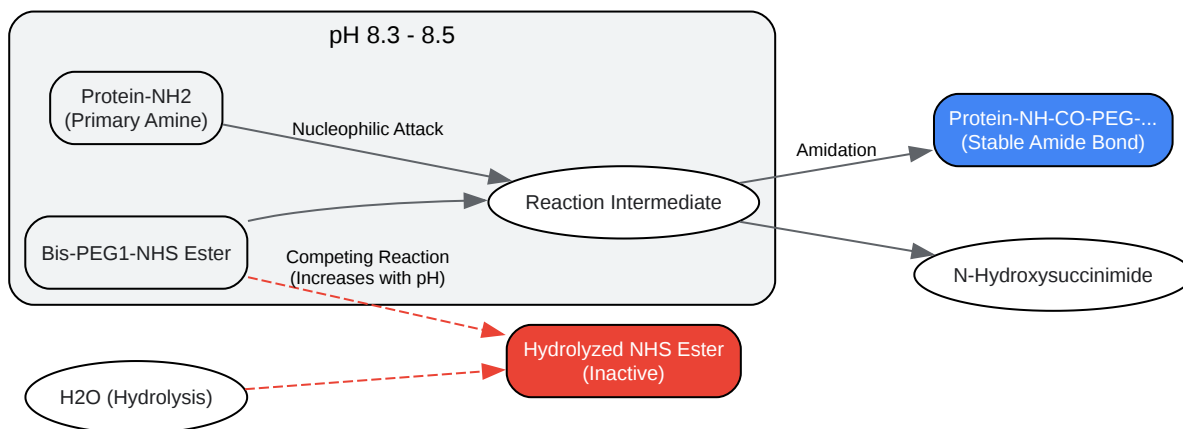 pH 8.3 - 8.5
Protein-NH2
(Primary Amine)
Nucleophilic Attack
Bis-PEG1-NHS Ester
Reaction Intermediate
Competing Reaction
(Increases with pH)
Amidation
Protein-NH-CO-PEG-...
(Stable Amide Bond)
N-Hydroxysuccinimide
Hydrolyzed NHS Ester
(Inactive)
H2O (Hydrolysis)